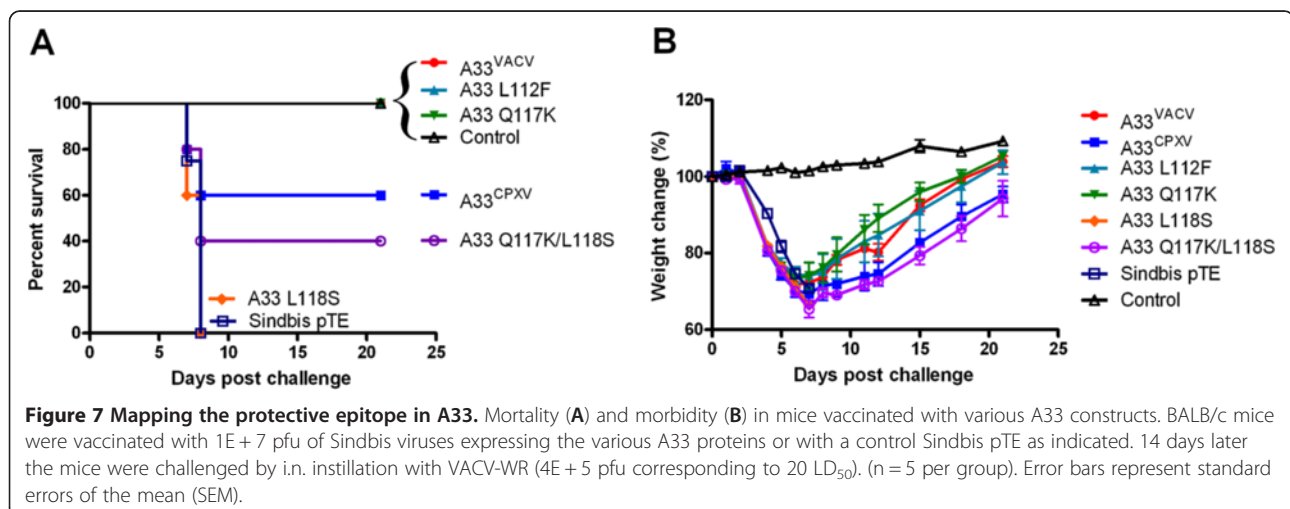 A
A33VACV
A33 L112F
A33 Q117K
Control
A33CPXV
A33 Q117K/L118S
A33 L118S
Sindbis pTE
Percent survival
100
80
60
40
20
0
0 5 10 15 20 25
Days post challenge
B
Weight change (%)
120
100
80
60
0 5 10 15 20 25
Days post challenge
A33VACV
A33CPXV
A33 L112F
A33 Q117K
A33 L118S
A33 Q117K/L118S
Sindbis pTE
Control
Figure 7 Mapping the protective epitope in A33. Mortality (A) and morbidity (B) in mice vaccinated with various A33 constructs. BALB/c mice
were vaccinated with 1E + 7 pfu of Sindbis viruses expressing the various A33 proteins or with a control Sindbis pTE as indicated. 14 days later
the mice were challenged by i.n. instillation with VACV-WR (4E + 5 pfu corresponding to 20 LD50). (n = 5 per group). Error bars represent standard
errors of the mean (SEM).